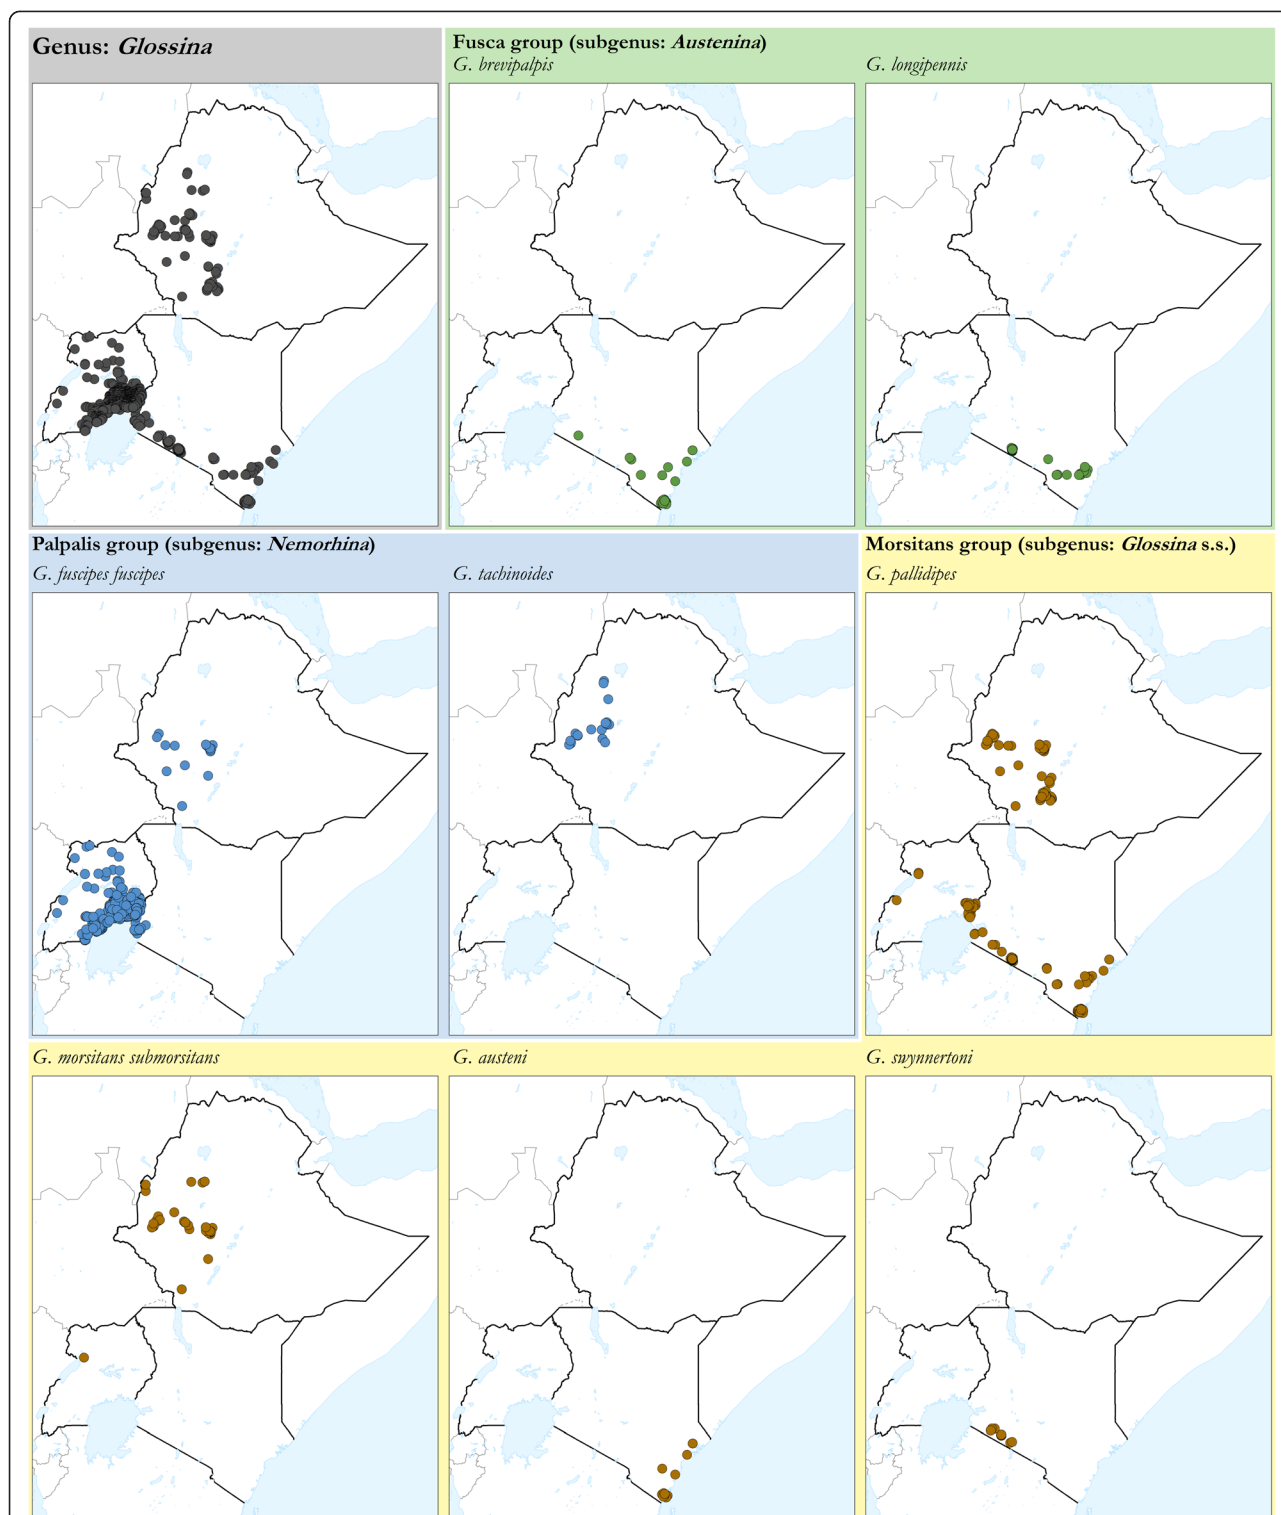 Genus: Glossina
Fusca group (subgenus: Austenina)
G. brevipalpis
G. longipennis
Palpalis group (subgenus: Nemorhina)
G. fuscipes fuscipes
G. tachinoides
Morsitans group (subgenus: Glossina s.s.)
G. pallidipes
G. morsitans submorsitans
G. austeni
G. swynnertoni